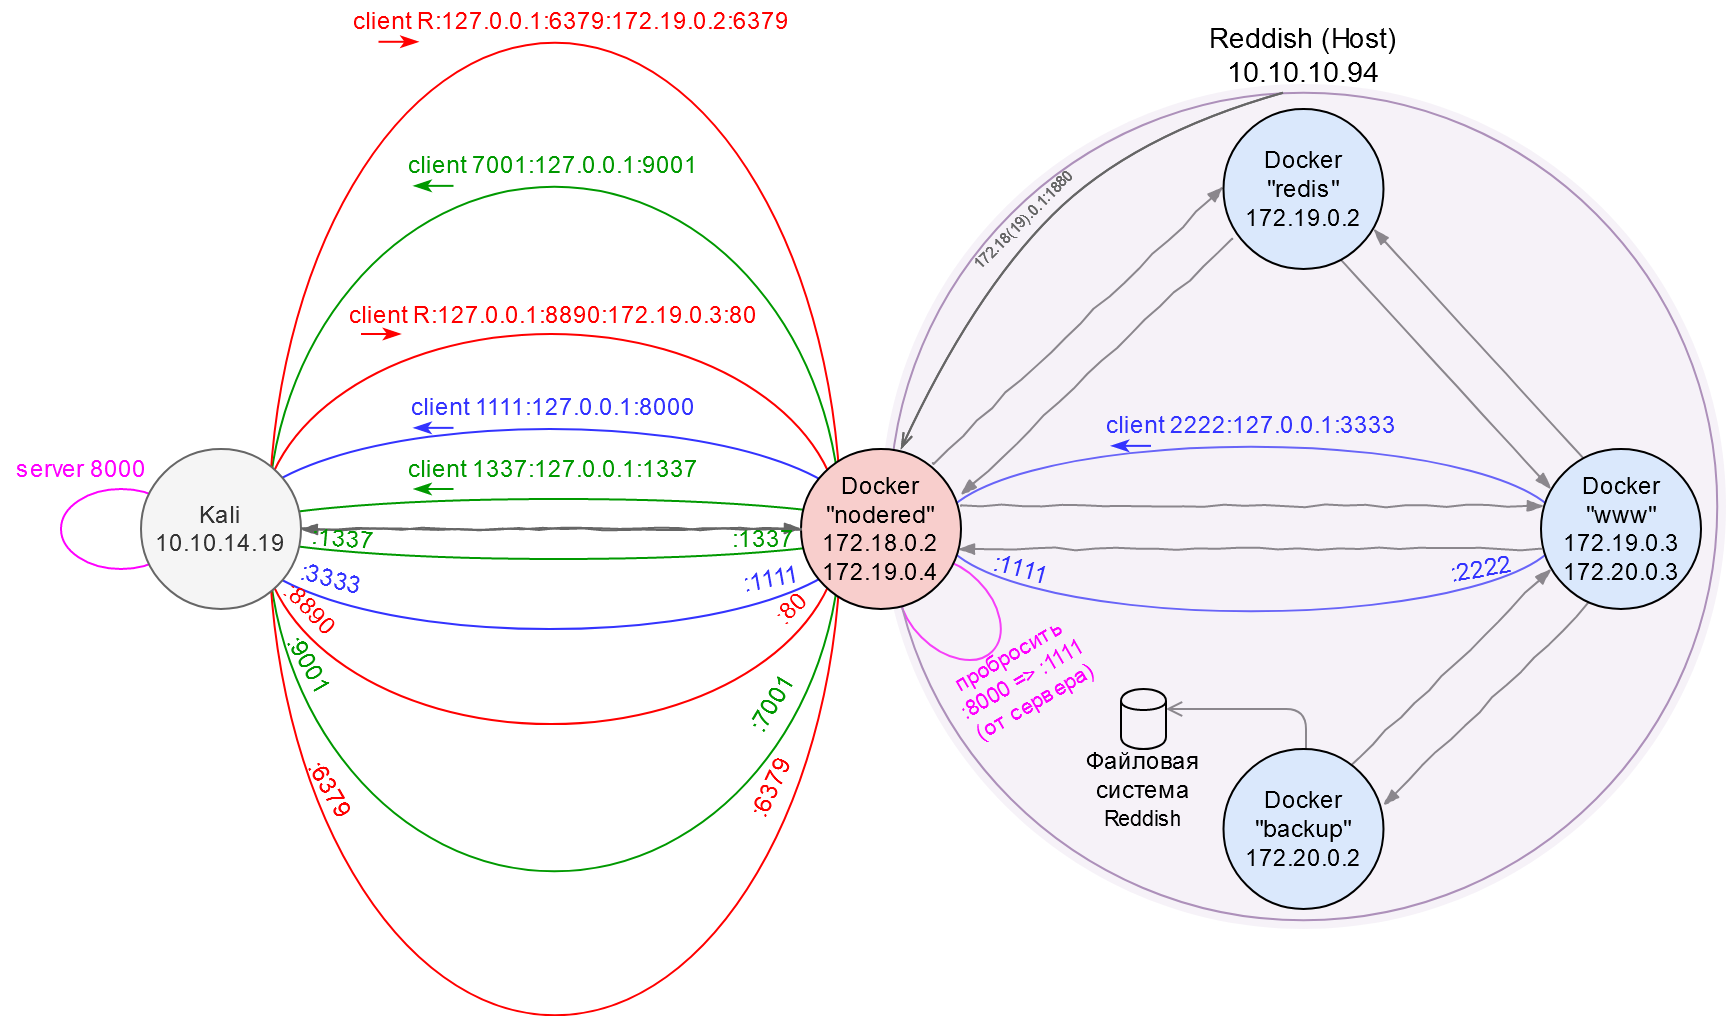 client R:127.0.0.1:6379:172.19.0.2:6379
Reddish (Host)
10.10.10.94
client 7001:127.0.0.1:9001
Docker
"redis"
172.19.0.2
172.18(19).0.1:1880
client R:127.0.0.1:8890:172.19.0.3:80
client 1111:127.0.0.1:8000
client 2222:127.0.0.1:3333
server 8000
client 1337:127.0.0.1:1337
Kali
10.10.14.19
Docker
"nodered"
172.18.0.2
172.19.0.4
Docker
"www"
172.19.0.3
172.20.0.3
:1337
:1337
:3333
:1111
:1111
:2222
:8890
:80
:9001
:7001
:6379
:6379
пробросить
:8000 => :1111
(от сервера)
Файловая
система
Reddish
Docker
"backup"
172.20.0.2